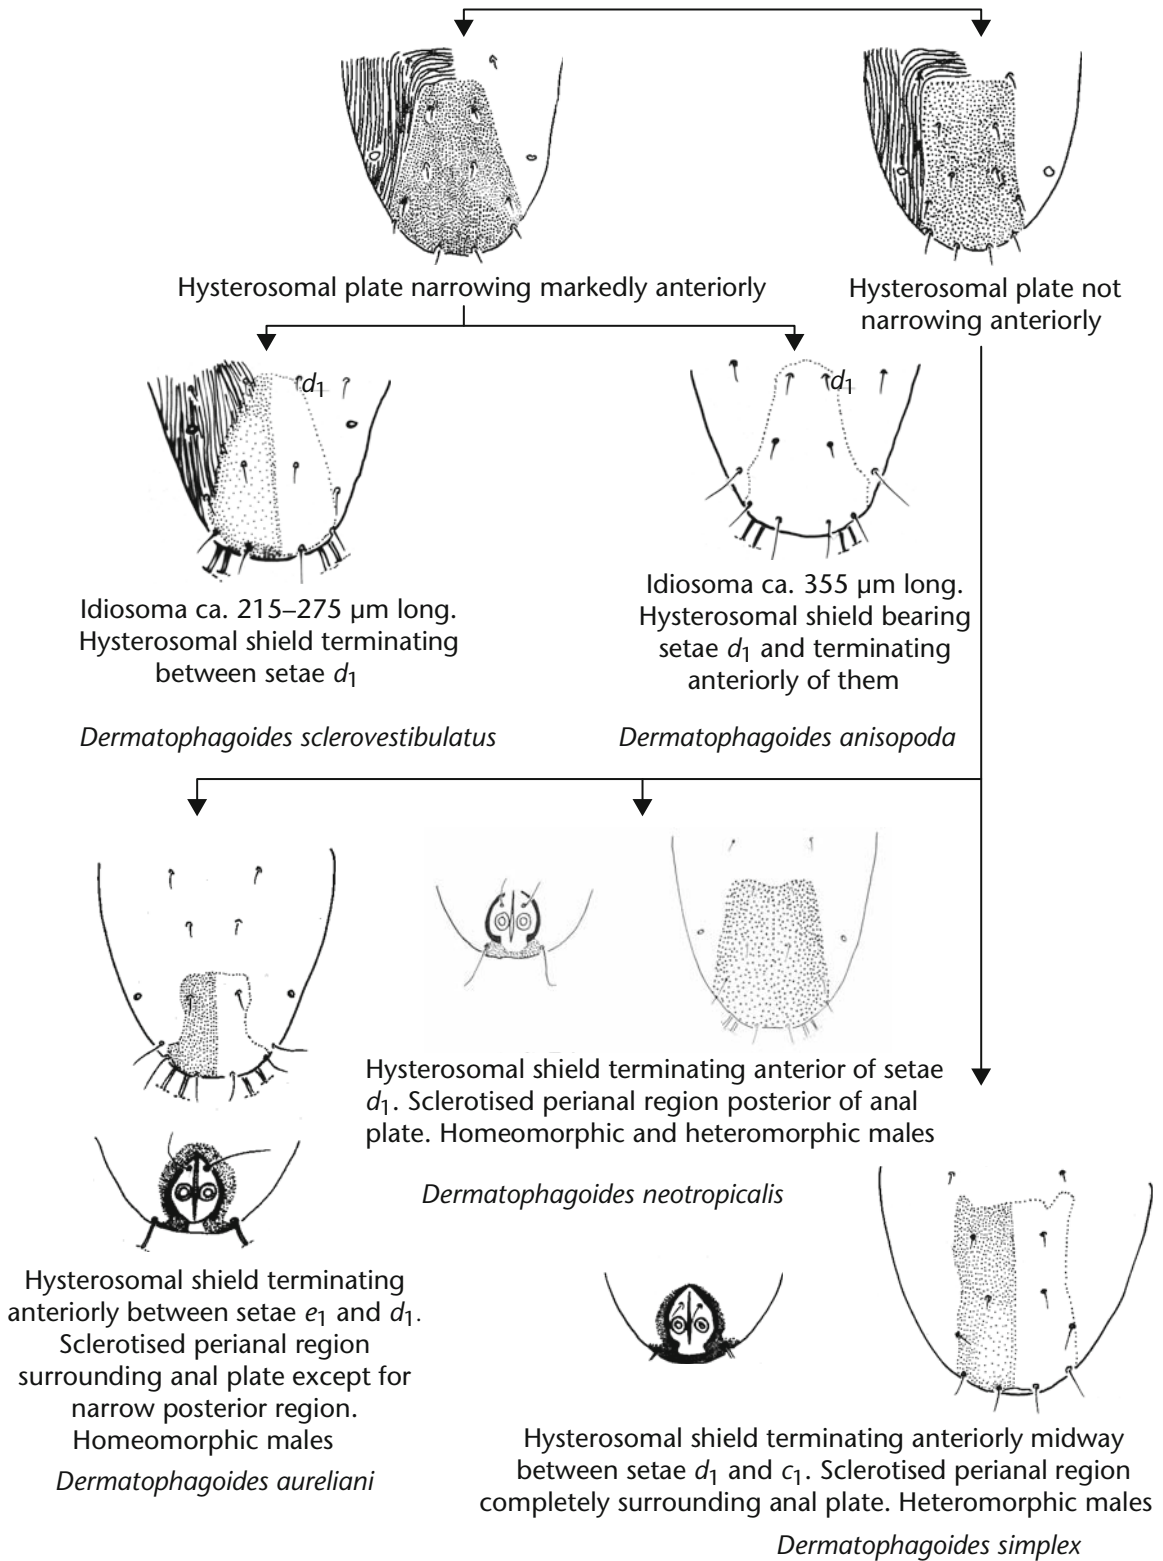 Hysterosomal plate narrowing markedly anteriorly
Hysterosomal plate not
narrowing anteriorly
d1
d1
Idiosoma ca. 215–275 µm long.
Hysterosomal shield terminating
between setae d1
Dermatophagoides sclerovestibulatus
Idiosoma ca. 355 µm long.
Hysterosomal shield bearing
setae d1 and terminating
anteriorly of them
Dermatophagoides anisopoda
Hysterosomal shield terminating anterior of setae
d1. Sclerotised perianal region posterior of anal
plate. Homeomorphic and heteromorphic males
Dermatophagoides neotropicalis
Hysterosomal shield terminating
anteriorly between setae e1 and d1.
Sclerotised perianal region
surrounding anal plate except for
narrow posterior region.
Homeomorphic males
Dermatophagoides aureliani
Hysterosomal shield terminating anteriorly midway
between setae d1 and c1. Sclerotised perianal region
completely surrounding anal plate. Heteromorphic males
Dermatophagoides simplex